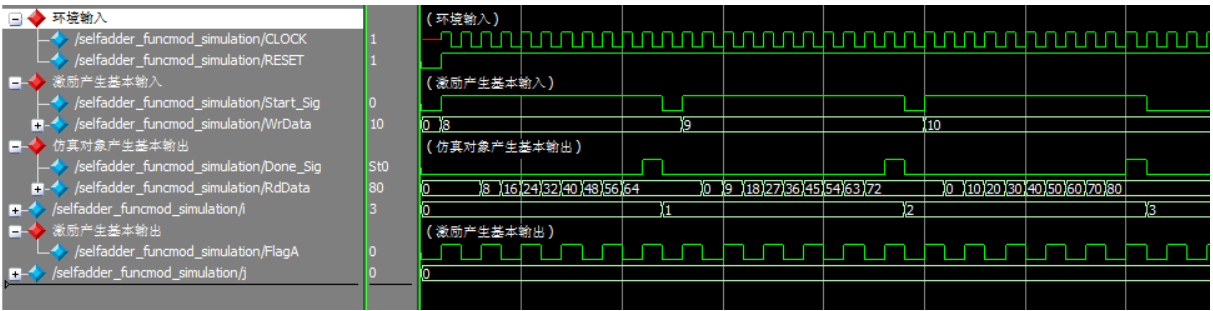 环境输入 (环境输入)
/selfadder_funcmod_simulation/CLOCK 1
/selfadder_funcmod_simulation/RESET 1
激励产生基本输入 (激励产生基本输入)
/selfadder_funcmod_simulation/Start_Sig 0
/selfadder_funcmod_simulation/WrData 10 0 8 9 10
仿真对象产生基本输出 (仿真对象产生基本输出)
/selfadder_funcmod_simulation/Done_Sig St0
/selfadder_funcmod_simulation/RdData 80 0 8 16 24 32 40 48 56 64 0 9 18 27 36 45 54 63 72 0 10 20 30 40 50 60 70 80
/selfadder_funcmod_simulation/i 3 0 1 2 3
激励产生基本输出 (激励产生基本输出)
/selfadder_funcmod_simulation/FlagA 0
/selfadder_funcmod_simulation/j 0 0